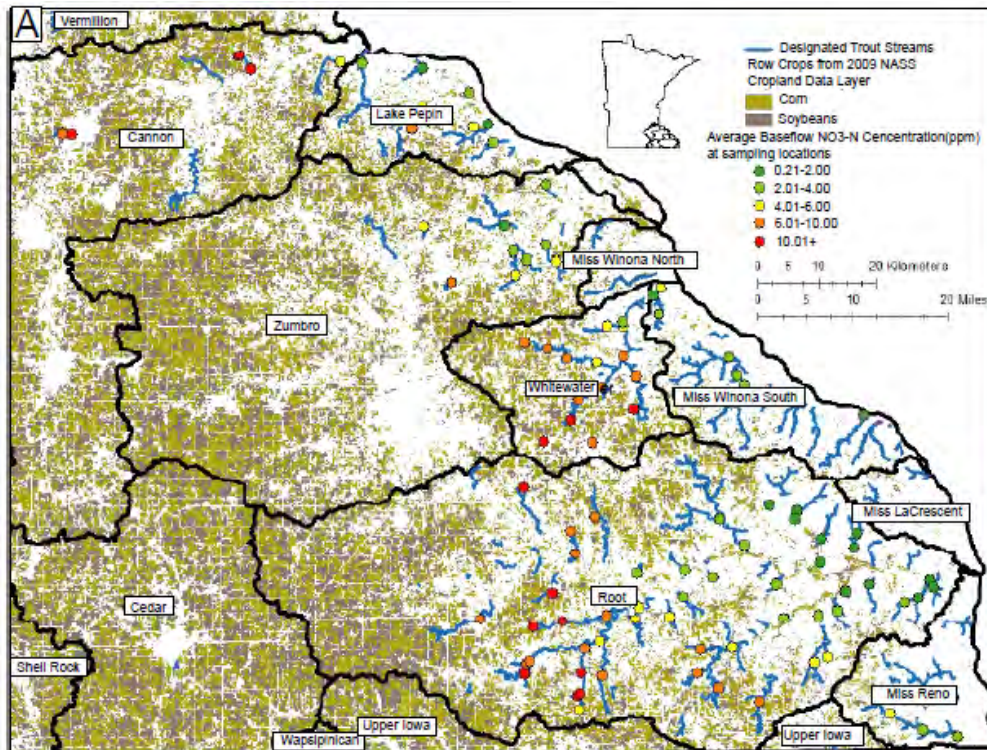 A
Vermillion
Designated Trout Streams
Row Crops from 2009 NASS
Cropland Data Layer
Corn
Soybeans
Average Baseflow NO3-N Cencentration(ppm)
at sampling locations
0.21-2.00
2.01-4.00
4.01-6.00
6.01-10.00
10.01+
0 5 10 20 Kilometers
0 5 10 20 Miles
Lake Pepin
Cannon
Miss Winona North
Zumbro
Whitewater
Miss Winona South
Miss LaCrescent
Root
Cedar
Shell Rock
Miss Reno
Upper Iowa
Upper Iowa
Wapsipinican